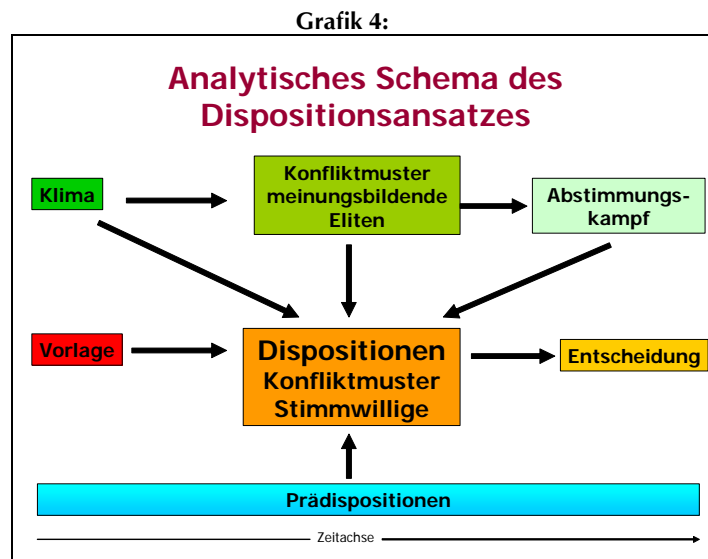 Grafik 4:
Analytisches Schema des
Dispositionsansatzes
Klima
Konfliktmuster
meinungsbildende
Eliten
Abstimmungs-
kampf
Vorlage
Dispositionen
Konfliktmuster
Stimmwillige
Entscheidung
Prädispositionen
Zeitachse